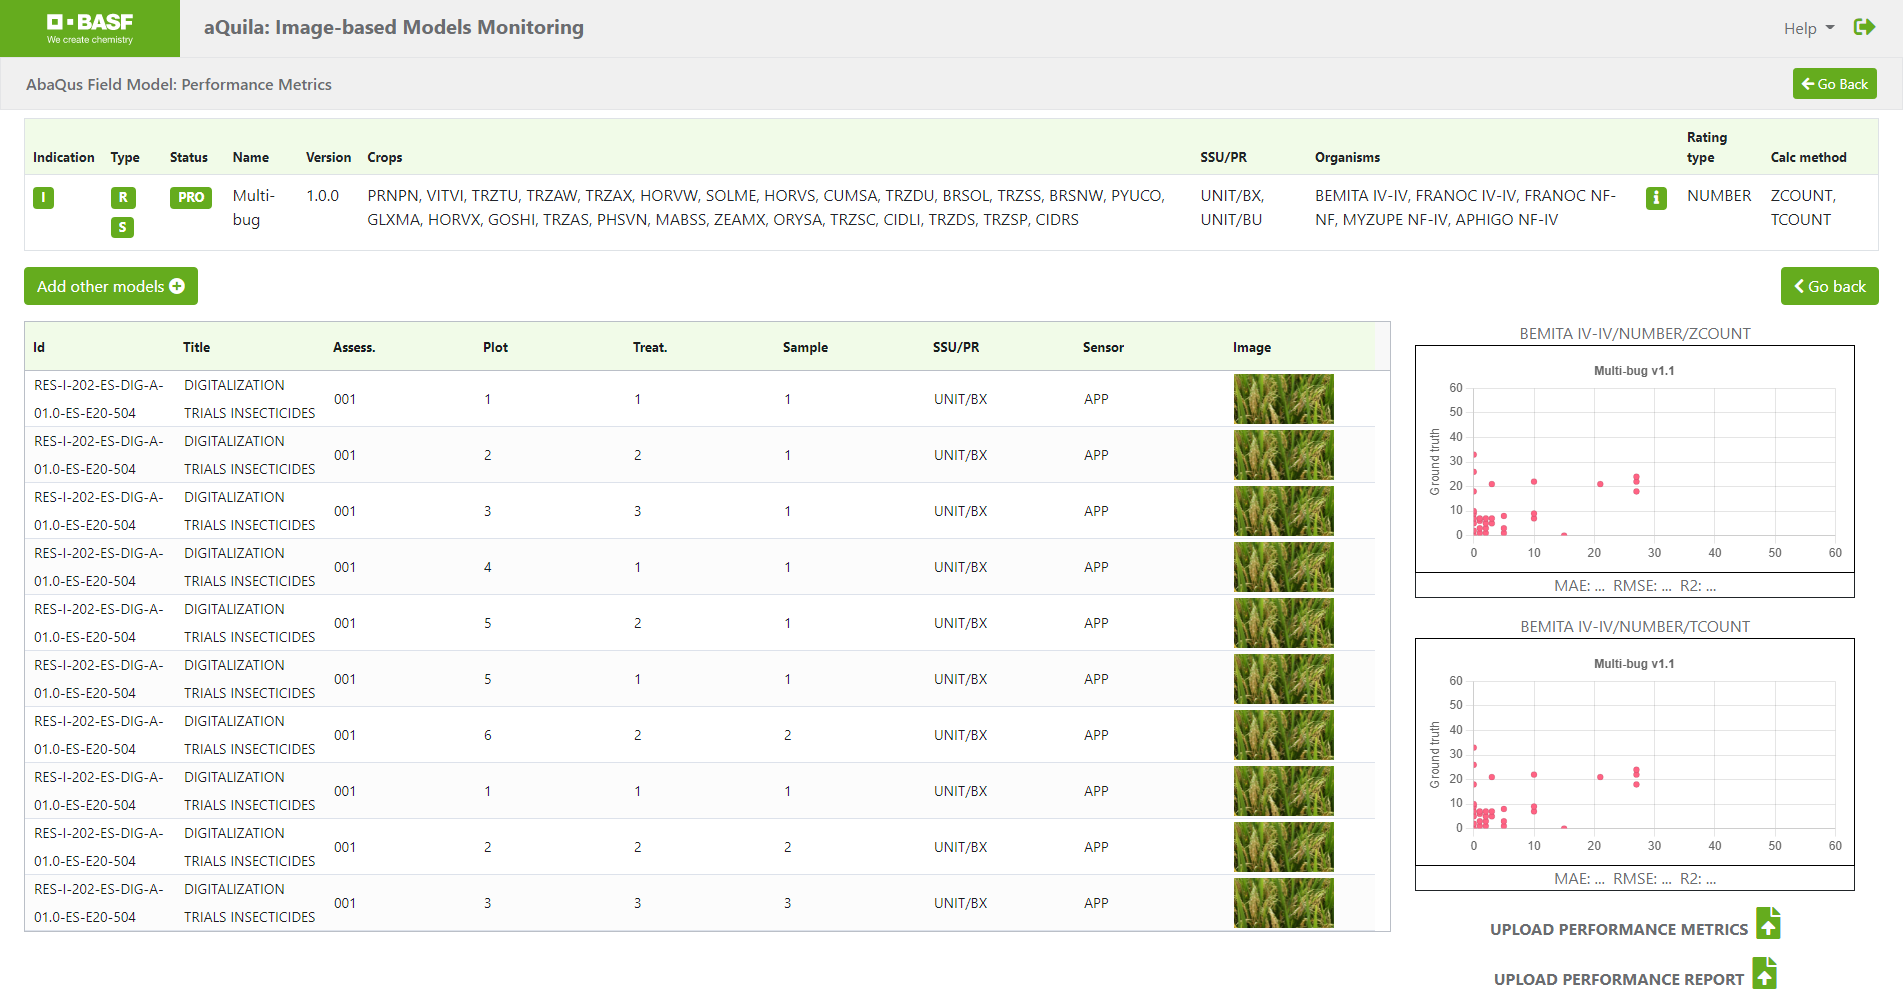 BASF
We create chemistry
aQuila: Image-based Models Monitoring
Help
AbaQus Field Model: Performance Metrics
Go Back
Indication Type Status Name Version Crops SSU/PR Organisms Rating type Calc method
I R S PRO Multi-bug 1.0.0
PRNPN, VITVI, TRZTU, TRZAW, TRZAX, HORVW, SOLME, HORVS, CUMSA, TRZDU, BRSOL, TRZSS, BRSNW, PYUCO,
GLXMA, HORVX, GOSHI, TRZAS, PHSVN, MABSS, ZEAMX, ORYSA, TRZSC, CIDLI, TRZDS, TRZSP, CIDRS
UNIT/BX,
UNIT/BU
BEMITA IV-IV, FRANOC IV-IV, FRANOC NF-
NF, MYZUPE NF-IV, APHIGO NF-IV
i
NUMBER
ZCOUNT,
TCOUNT
Add other models
Go back
Id Title Assess. Plot Treat. Sample SSU/PR Sensor Image
RES-I-202-ES-DIG-A- DIGITALIZATION
01.0-ES-E20-504 TRIALS INSECTICIDES
001 1 1 1 UNIT/BX APP
RES-I-202-ES-DIG-A- DIGITALIZATION
01.0-ES-E20-504 TRIALS INSECTICIDES
001 2 2 1 UNIT/BX APP
RES-I-202-ES-DIG-A- DIGITALIZATION
01.0-ES-E20-504 TRIALS INSECTICIDES
001 3 3 1 UNIT/BX APP
RES-I-202-ES-DIG-A- DIGITALIZATION
01.0-ES-E20-504 TRIALS INSECTICIDES
001 4 1 1 UNIT/BX APP
RES-I-202-ES-DIG-A- DIGITALIZATION
01.0-ES-E20-504 TRIALS INSECTICIDES
001 5 2 1 UNIT/BX APP
RES-I-202-ES-DIG-A- DIGITALIZATION
01.0-ES-E20-504 TRIALS INSECTICIDES
001 5 1 1 UNIT/BX APP
RES-I-202-ES-DIG-A- DIGITALIZATION
01.0-ES-E20-504 TRIALS INSECTICIDES
001 6 2 2 UNIT/BX APP
RES-I-202-ES-DIG-A- DIGITALIZATION
01.0-ES-E20-504 TRIALS INSECTICIDES
001 1 1 1 UNIT/BX APP
RES-I-202-ES-DIG-A- DIGITALIZATION
01.0-ES-E20-504 TRIALS INSECTICIDES
001 2 2 2 UNIT/BX APP
RES-I-202-ES-DIG-A- DIGITALIZATION
01.0-ES-E20-504 TRIALS INSECTICIDES
001 3 3 3 UNIT/BX APP
BEMITA IV-IV/NUMBER/ZCOUNT
Multi-bug v1.1
Ground truth
60
50
40
30
20
10
0
0 10 20 30 40 50 60
MAE: ... RMSE: ... R2: ...
BEMITA IV-IV/NUMBER/TCOUNT
Multi-bug v1.1
Ground truth
60
50
40
30
20
10
0
0 10 20 30 40 50 60
MAE: ... RMSE: ... R2: ...
UPLOAD PERFORMANCE METRICS
UPLOAD PERFORMANCE REPORT